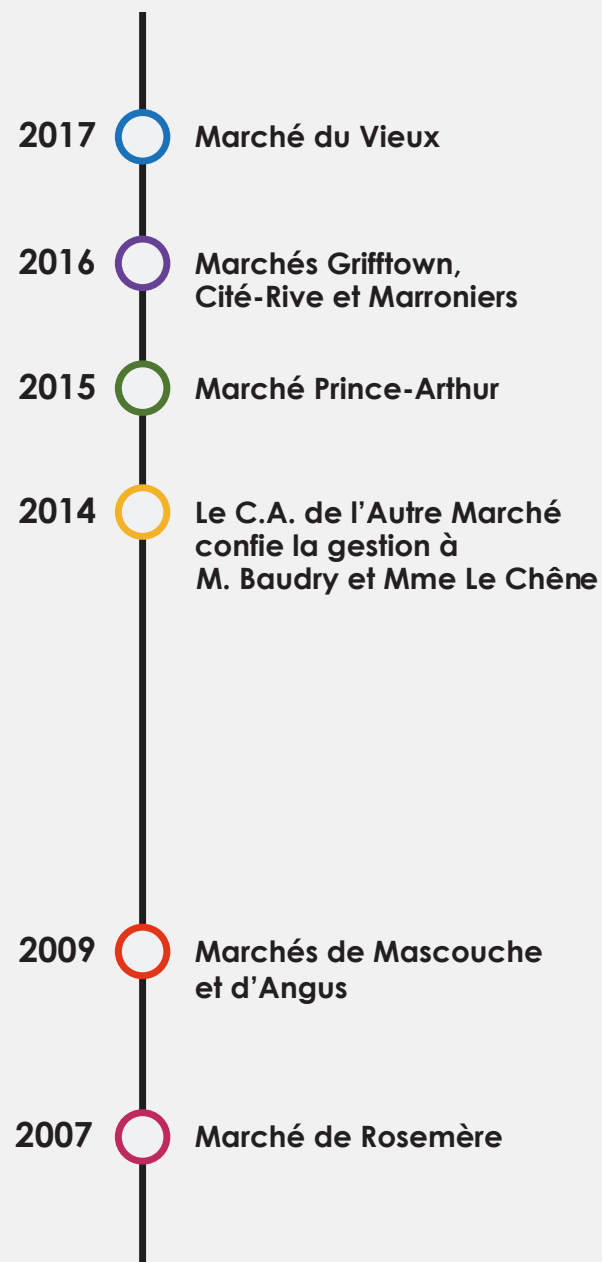 2017 Marché du Vieux
2016 Marchés Grifftown,
Cité-Rive et Marroniers
2015 Marché Prince-Arthur
2014 Le C.A. de l’Autre Marché
confie la gestion à
M. Baudry et Mme Le Chêne
2009 Marchés de Mascouche
et d’Angus
2007 Marché de Rosemère